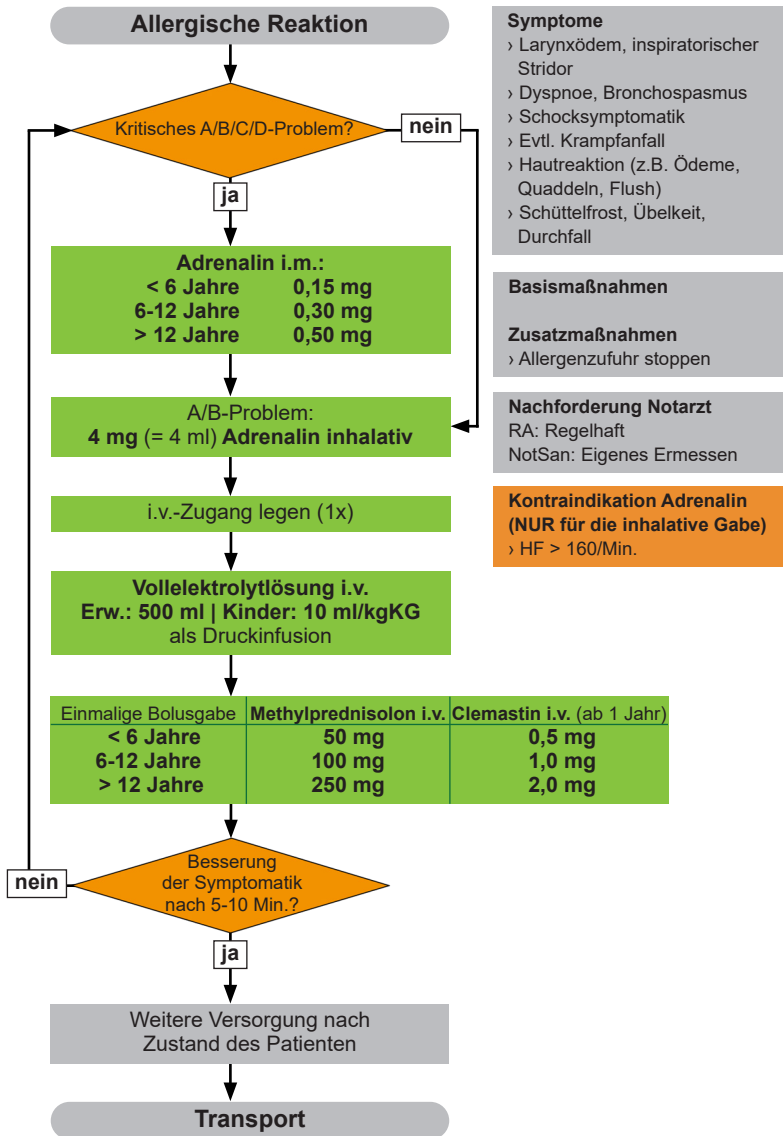 Allergische Reaktion
Kritisches A/B/C/D-Problem?
nein
ja
Adrenalin i.m.:
< 6 Jahre 0,15 mg
6-12 Jahre 0,30 mg
> 12 Jahre 0,50 mg
A/B-Problem:
4 mg (= 4 ml) Adrenalin inhalativ
i.v.-Zugang legen (1x)
Vollelektrolytlösung i.v.
Erw.: 500 ml | Kinder: 10 ml/kgKG
als Druckinfusion
Einmalige Bolusgabe Methylprednisolon i.v. Clemastin i.v. (ab 1 Jahr)
< 6 Jahre 50 mg 0,5 mg
6-12 Jahre 100 mg 1,0 mg
> 12 Jahre 250 mg 2,0 mg
Besserung
der Symptomatik
nach 5-10 Min.?
nein
ja
Weitere Versorgung nach
Zustand des Patienten
Transport
Symptome
› Larynxödem, inspiratorischer
Stridor
› Dyspnoe, Bronchospasmus
› Schocksymptomatik
› Evtl. Krampfanfall
› Hautreaktion (z.B. Ödeme,
Quaddeln, Flush)
› Schüttelfrost, Übelkeit,
Durchfall
Basismaßnahmen
Zusatzmaßnahmen
› Allergenzufuhr stoppen
Nachforderung Notarzt
RA: Regelhaft
NotSan: Eigenes Ermessen
Kontraindikation Adrenalin
(NUR für die inhalative Gabe)
› HF > 160/Min.